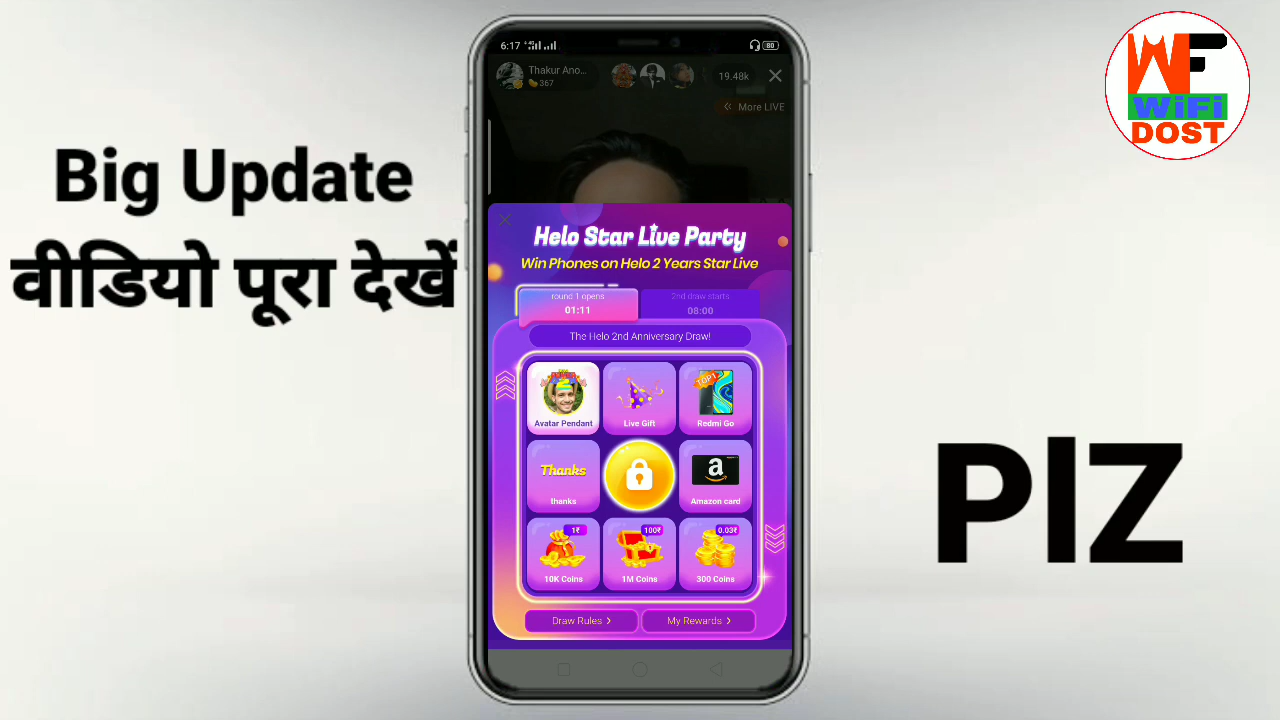 6:17
80
Thakur Ano...
367
19.48k
More LIVE
WF
WiFi
DOST
Big Update
वीडियो पूरा देखें
Helo Star Live Party
Win Phones on Helo 2 Years Star Live
round 1 opens
01:11
2nd draw starts
08:00
The Helo 2nd Anniversary Draw!
Avatar Pendant
Live Gift
TOP1
Redmi Go
Thanks
thanks
a
Amazon card
1₹
10K Coins
100₹
1M Coins
0.03₹
300 Coins
Draw Rules
My Rewards
PlZ